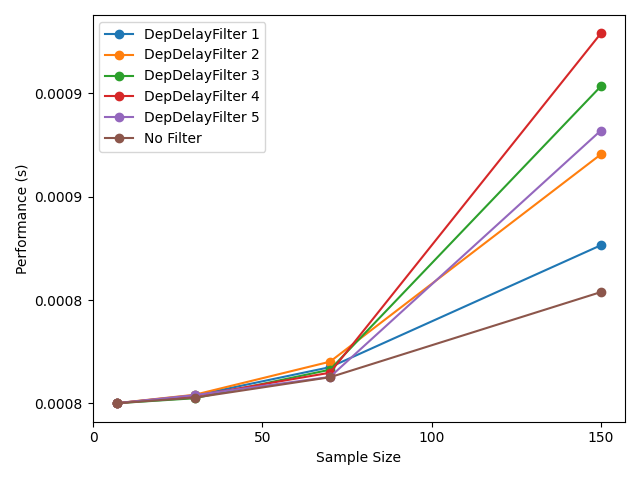 DepDelayFilter 1
DepDelayFilter 2
DepDelayFilter 3
DepDelayFilter 4
DepDelayFilter 5
No Filter
0.0009
0.0009
0.0008
0.0008
Performance (s)
0
50
100
150
Sample Size